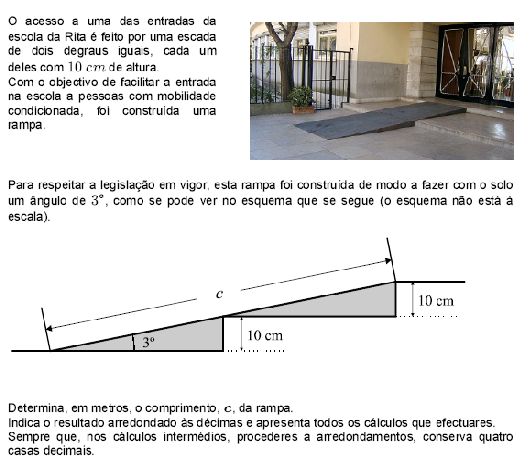 O acesso a uma das entradas da
escola da Rita é feito por uma escada
de dois degraus iguais, cada um
deles com 10 cm de altura.
Com o objectivo de facilitar a entrada
na escola a pessoas com mobilidade
condicionada, foi construída uma
rampa.
Para respeitar a legislação em vigor, esta rampa foi construída de modo a fazer com o solo
um ângulo de 3°, como se pode ver no esquema que se segue (o esquema não está à
escala).
c
10 cm
10 cm
3º
Determina, em metros, o comprimento, c, da rampa.
Indica o resultado arredondado às décimas e apresenta todos os cálculos que efectuares.
Sempre que, nos cálculos intermédios, procederes a arredondamentos, conserva quatro
casas decimais.